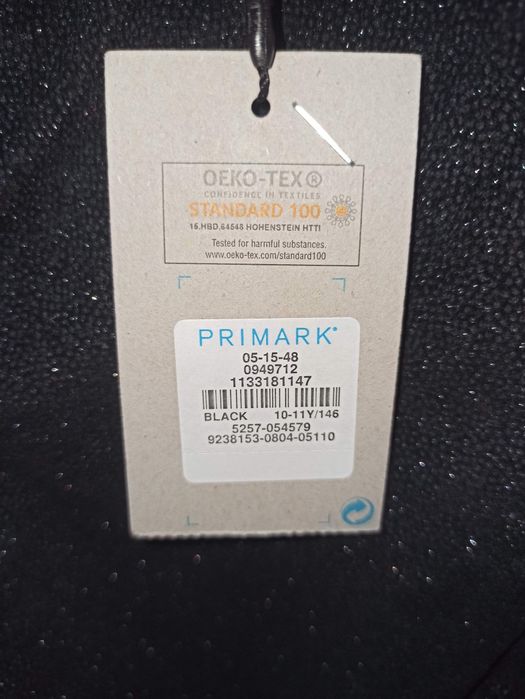 OEKO-TEX®
CONFIDENCE IN TEXTILES
STANDARD 100
15.HBD.64548 HOHENSTEIN HTTI
Tested for harmful substances.
www.oeko-tex.com/standard100
PRIMARK®
05-15-48
0949712
1133181147
BLACK 10-11Y/146
5257-054579
9238153-0804-05110